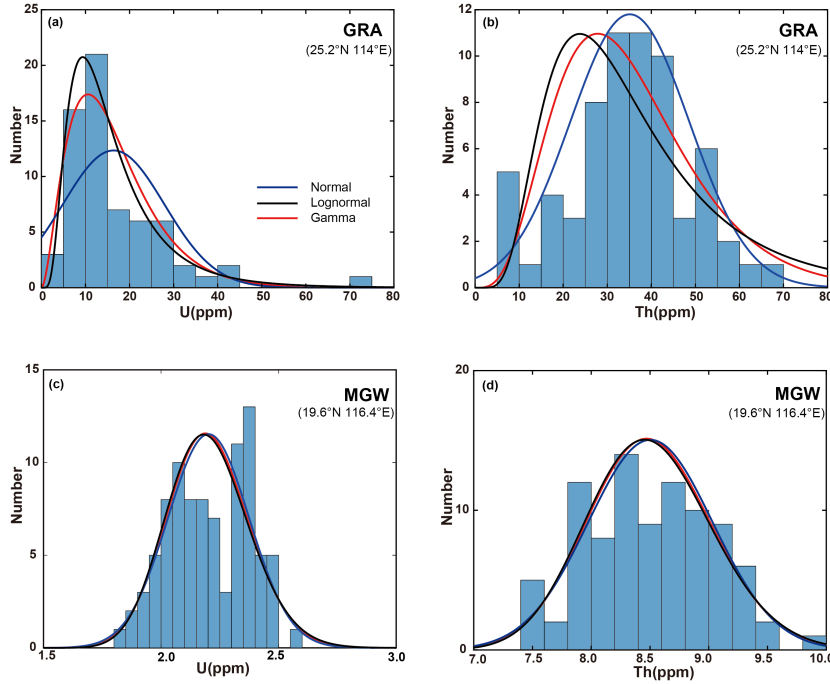 (a)
GRA
(25.2°N 114°E)
25
20
15
10
5
0
Number
Normal
Lognormal
Gamma
0 10 20 30 40 50 60 70 80
U(ppm)
(b)
GRA
(25.2°N 114°E)
12
10
8
6
4
2
0
Number
0 10 20 30 40 50 60 70 80
Th(ppm)
(c)
MGW
(19.6°N 116.4°E)
15
10
5
0
Number
1.5 2.0 2.5 3.0
U(ppm)
(d)
MGW
(19.6°N 116.4°E)
20
10
0
Number
7.0 7.5 8.0 8.5 9.0 9.5 10.0
Th(ppm)